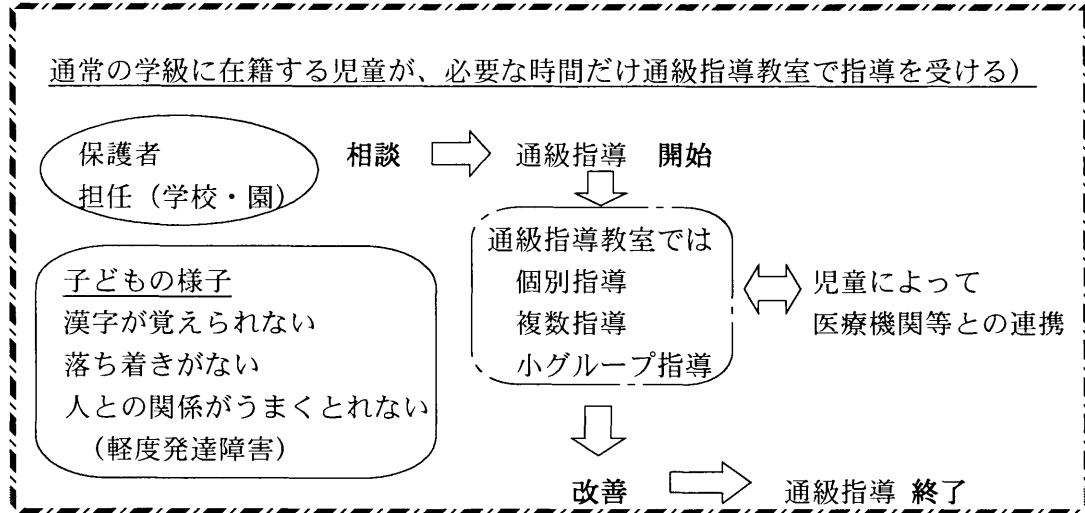 通常の学級に在籍する児童が、必要な時間だけ通級指導教室で指導を受ける)
保護者
担任(学校・園)
相談
通級指導 開始
子どもの様子
漢字が覚えられない
落ち着きがない
人との関係がうまくとれない
(軽度発達障害)
通級指導教室では
個別指導
複数指導
小グループ指導
児童によって
医療機関等との連携
改善
通級指導 終了